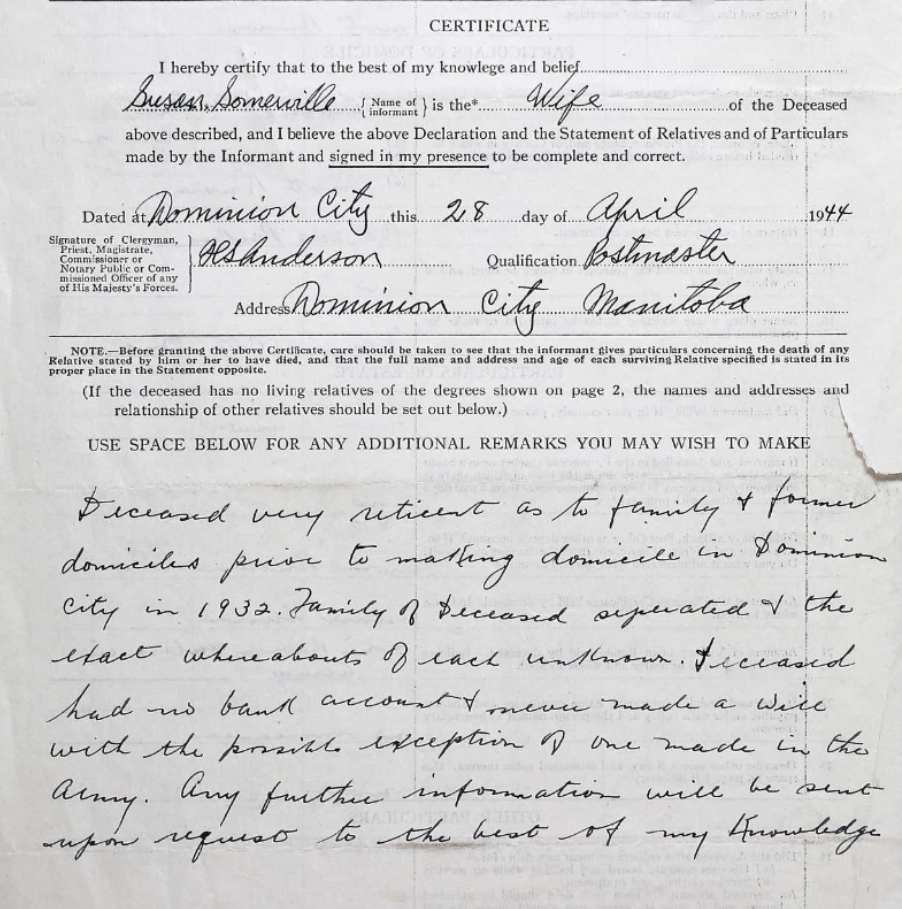 CERTIFICATE
I hereby certify that to the best of my knowlege and belief
Susan Somerville {Name of informant} is the* Wife of the Deceased
above described, and I believe the above Declaration and the Statement of Relatives and of Particulars
made by the Informant and signed in my presence to be complete and correct.
Dated at Dominion City this 28 day of April 1944
Signature of Clergyman,
Priest, Magistrate,
Commissioner or
Notary Public or Com-
missioned Officer of any
of His Majesty's Forces.
HSAnderson Qualification Postmaster
Address Dominion City Manitoba
NOTE.—Before granting the above Certificate, care should be taken to see that the informant gives particulars concerning the death of any
Relative stated by him or her to have died, and that the full name and address and age of each surviving Relative specified is stated in its
proper place in the Statement opposite.
(If the deceased has no living relatives of the degrees shown on page 2, the names and addresses and
relationship of other relatives should be set out below.)
USE SPACE BELOW FOR ANY ADDITIONAL REMARKS YOU MAY WISH TO MAKE
Deceased very reticent as to family & former
domiciles prior to making domicile in Dominion
City in 1932. Family of Deceased seperated & the
exact whereabouts of each unknown. Deceased
had no bank account & never made a Will
with the possible exception of one made in the
Army. Any further information will be sent
upon request to the best of my Knowledge